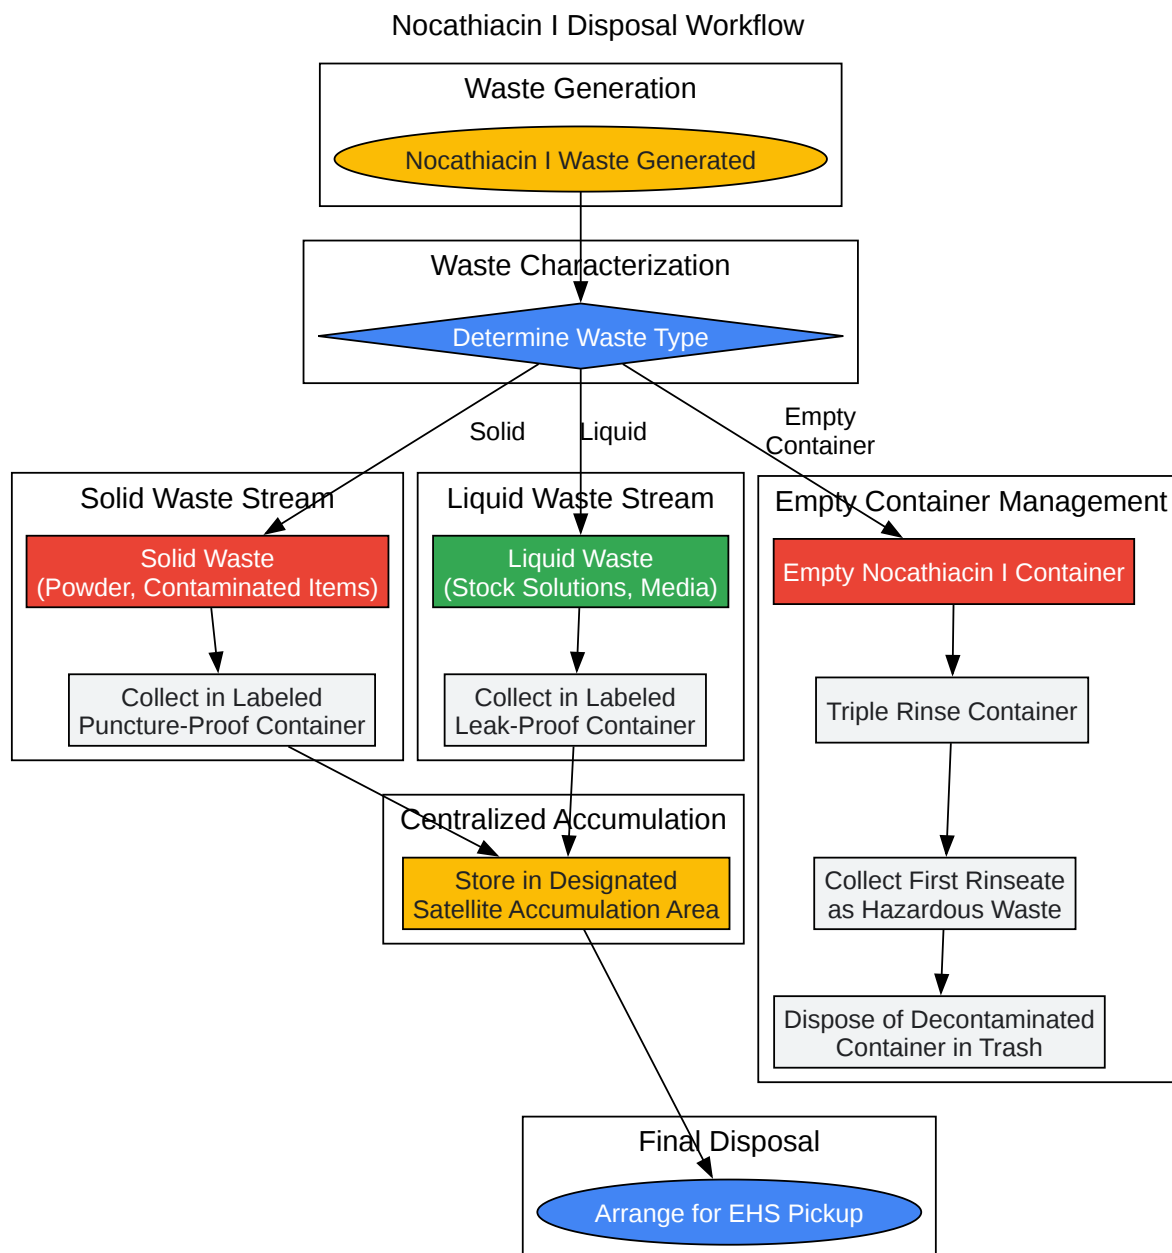 Nocathiacin I Disposal Workflow
Waste Generation
Nocathiacin I Waste Generated
Waste Characterization
Determine Waste Type
Solid
Liquid
Empty
Container
Solid Waste Stream
Solid Waste
(Powder, Contaminated Items)
Collect in Labeled
Puncture-Proof Container
Liquid Waste Stream
Liquid Waste
(Stock Solutions, Media)
Collect in Labeled
Leak-Proof Container
Empty Container Management
Empty Nocathiacin I Container
Triple Rinse Container
Collect First Rinseate
as Hazardous Waste
Dispose of Decontaminated
Container in Trash
Centralized Accumulation
Store in Designated
Satellite Accumulation Area
Final Disposal
Arrange for EHS Pickup